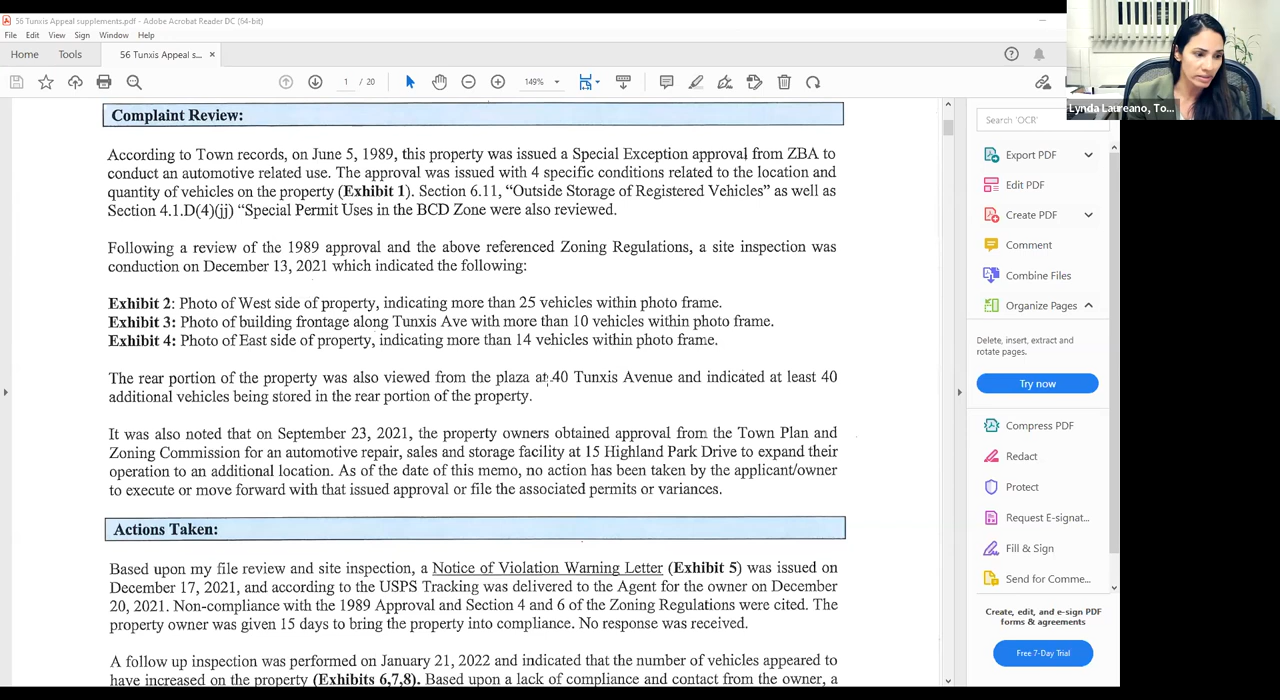 56 Tunxis Appeal supplements.pdf - Adobe Acrobat Reader DC (64-bit)
File Edit View Sign Window Help
Home Tools 56 Tunxis Appeal s... ×
1 / 20 149%
Complaint Review:
According to Town records, on June 5, 1989, this property was issued a Special Exception approval from ZBA to
conduct an automotive related use. The approval was issued with 4 specific conditions related to the location and
quantity of vehicles on the property (Exhibit 1). Section 6.11, “Outside Storage of Registered Vehicles” as well as
Section 4.1.D(4)(jj) “Special Permit Uses in the BCD Zone were also reviewed.
Following a review of the 1989 approval and the above referenced Zoning Regulations, a site inspection was
conduction on December 13, 2021 which indicated the following:
Exhibit 2: Photo of West side of property, indicating more than 25 vehicles within photo frame.
Exhibit 3: Photo of building frontage along Tunxis Ave with more than 10 vehicles within photo frame.
Exhibit 4: Photo of East side of property, indicating more than 14 vehicles within photo frame.
The rear portion of the property was also viewed from the plaza at 40 Tunxis Avenue and indicated at least 40
additional vehicles being stored in the rear portion of the property.
It was also noted that on September 23, 2021, the property owners obtained approval from the Town Plan and
Zoning Commission for an automotive repair, sales and storage facility at 15 Highland Park Drive to expand their
operation to an additional location. As of the date of this memo, no action has been taken by the applicant/owner
to execute or move forward with that issued approval or file the associated permits or variances.
Actions Taken:
Based upon my file review and site inspection, a Notice of Violation Warning Letter (Exhibit 5) was issued on
December 17, 2021, and according to the USPS Tracking was delivered to the Agent for the owner on December
20, 2021. Non-compliance with the 1989 Approval and Section 4 and 6 of the Zoning Regulations were cited. The
property owner was given 15 days to bring the property into compliance. No response was received.
A follow up inspection was performed on January 21, 2022 and indicated that the number of vehicles appeared to
have increased on the property (Exhibits 6,7,8). Based upon a lack of compliance and contact from the owner, a
Lynda Laureano, To...
Search 'OCR'
Export PDF
Edit PDF
Create PDF
Comment
Combine Files
Organize Pages
Delete, insert, extract and
rotate pages.
Try now
Compress PDF
Redact
Protect
Request E-signat...
Fill & Sign
Send for Comme...
Create, edit, and e-sign PDF
forms & agreements
Free 7-Day Trial